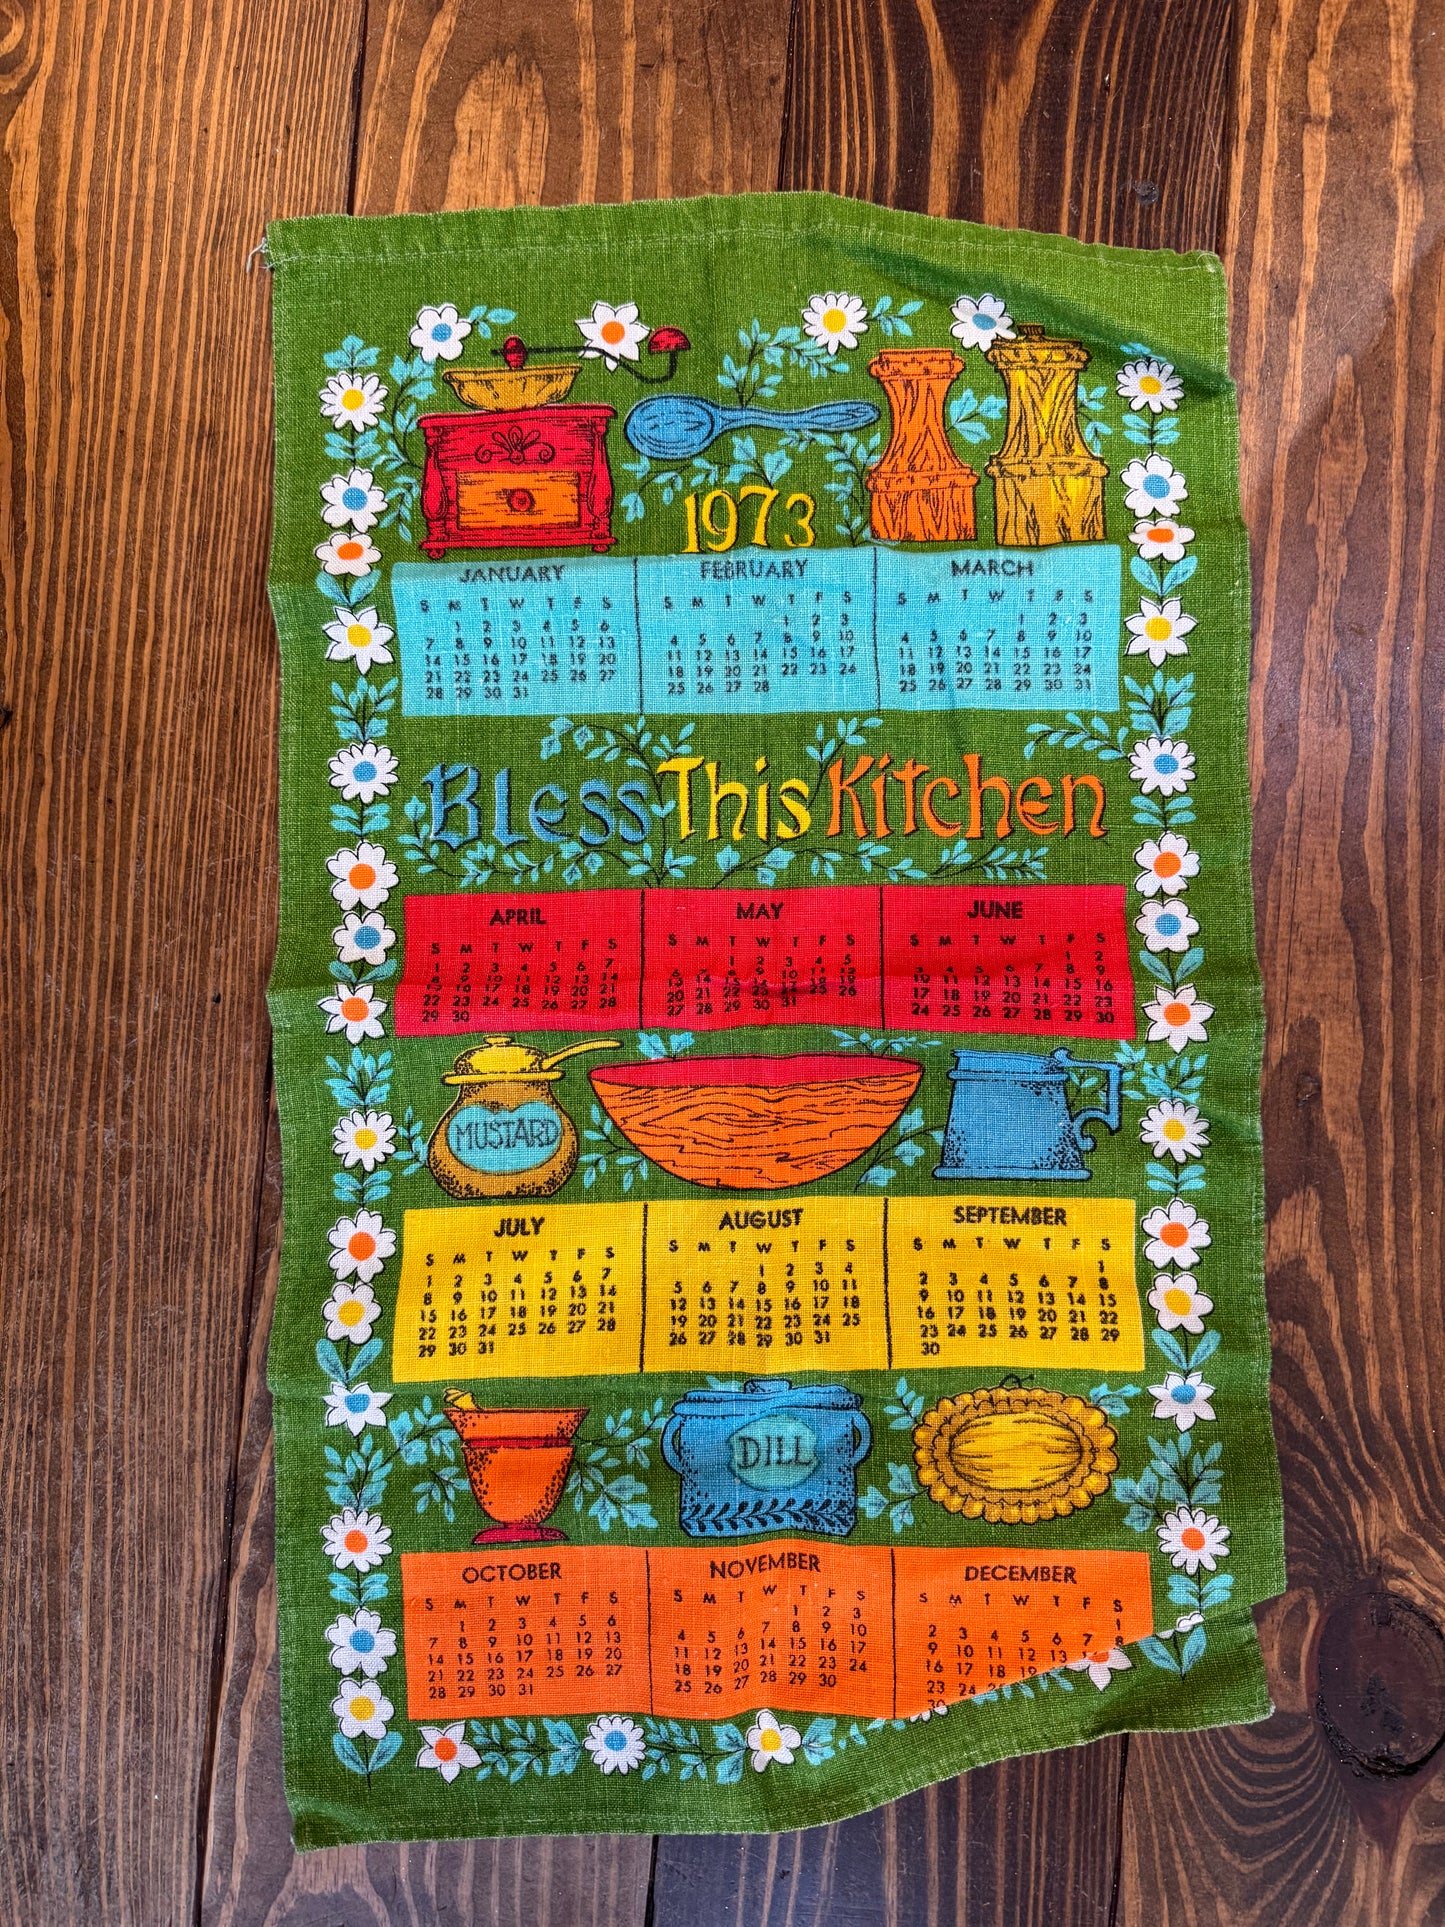 1973
JANUARY
S M T W T F S
1 2 3 4 5 6
7 8 9 10 11 12 13
14 15 16 17 18 19 20
21 22 23 24 25 26 27
28 29 30 31
FEBRUARY
S M T W T F S
1 2 3
4 5 6 7 8 9 10
11 12 13 14 15 16 17
18 19 20 21 22 23 24
25 26 27 28
MARCH
S M T W T F S
1 2 3
4 5 6 7 8 9 10
11 12 13 14 15 16 17
18 19 20 21 22 23 24
25 26 27 28 29 30 31
Bless This Kitchen
APRIL
S M T W T F S
1 2 3 4 5 6 7
8 9 10 11 12 13 14
15 16 17 18 19 20 21
22 23 24 25 26 27 28
29 30
MAY
S M T W T F S
1 2 3 4 5
6 7 8 9 10 11 12
13 14 15 16 17 18 19
20 21 22 23 24 25 26
27 28 29 30 31
JUNE
S M T W T F S
1 2
3 4 5 6 7 8 9
10 11 12 13 14 15 16
17 18 19 20 21 22 23
24 25 26 27 28 29 30
MUSTARD
JULY
S M T W T F S
1 2 3 4 5 6 7
8 9 10 11 12 13 14
15 16 17 18 19 20 21
22 23 24 25 26 27 28
29 30 31
AUGUST
S M T W T F S
1 2 3 4
5 6 7 8 9 10 11
12 13 14 15 16 17 18
19 20 21 22 23 24 25
26 27 28 29 30 31
SEPTEMBER
S M T W T F S
1
2 3 4 5 6 7 8
9 10 11 12 13 14 15
16 17 18 19 20 21 22
23 24 25 26 27 28 29
30
DILL
OCTOBER
S M T W T F S
1 2 3 4 5 6
7 8 9 10 11 12 13
14 15 16 17 18 19 20
21 22 23 24 25 26 27
28 29 30 31
NOVEMBER
S M T W T F S
1 2 3
4 5 6 7 8 9 10
11 12 13 14 15 16 17
18 19 20 21 22 23 24
25 26 27 28 29 30
DECEMBER
S M T W T F S
1
2 3 4 5 6 7 8
9 10 11 12 13
16 17 18 19
23 24
30